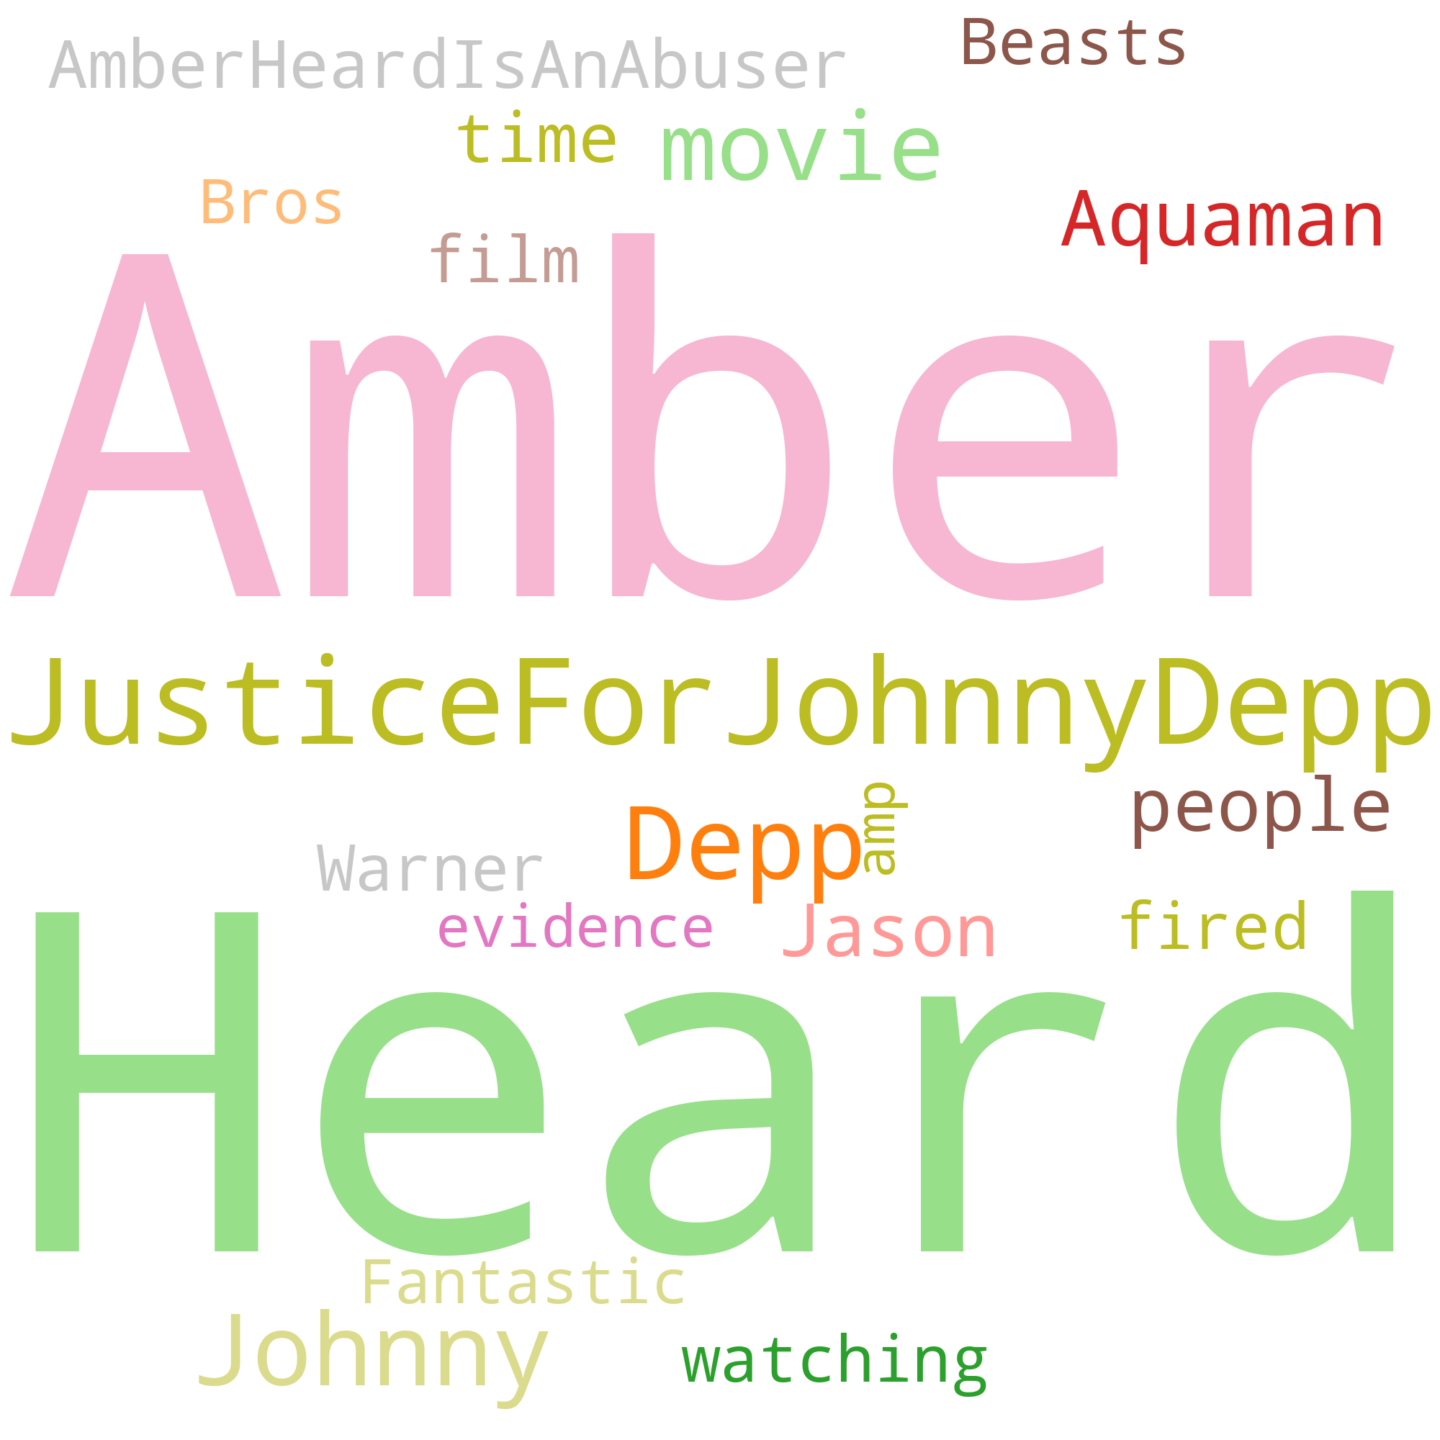 AmberHeardIsAnAbuser
Beasts
time
movie
Bros
Aquaman
film
Amber
JusticeForJohnnyDepp
people
amp
Depp
Warner
evidence
Jason
fired
Heard
Fantastic
Johnny
watching